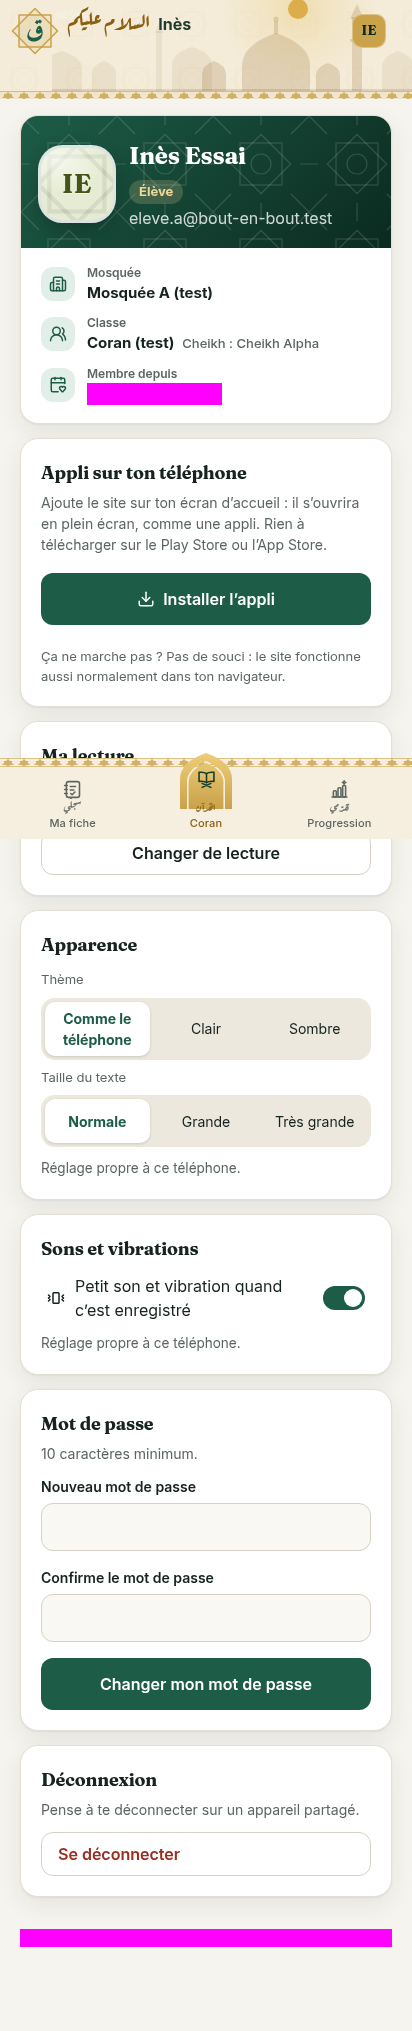 ق
السلام عليكم Inès
IE
IE
Inès Essai
Élève
eleve.a@bout-en-bout.test
Mosquée
Mosquée A (test)
Classe
Coran (test) Cheikh : Cheikh Alpha
Membre depuis
Appli sur ton téléphone
Ajoute le site sur ton écran d’accueil : il s’ouvrira
en plein écran, comme une appli. Rien à
télécharger sur le Play Store ou l’App Store.
Installer l’appli
Ça ne marche pas ? Pas de souci : le site fonctionne
aussi normalement dans ton navigateur.
Ma lecture
Ma fiche
القرآن
Coran
Progression
Changer de lecture
Apparence
Thème
Comme le
téléphone
Clair
Sombre
Taille du texte
Normale
Grande
Très grande
Réglage propre à ce téléphone.
Sons et vibrations
Petit son et vibration quand
c’est enregistré
Réglage propre à ce téléphone.
Mot de passe
10 caractères minimum.
Nouveau mot de passe
Confirme le mot de passe
Changer mon mot de passe
Déconnexion
Pense à te déconnecter sur un appareil partagé.
Se déconnecter